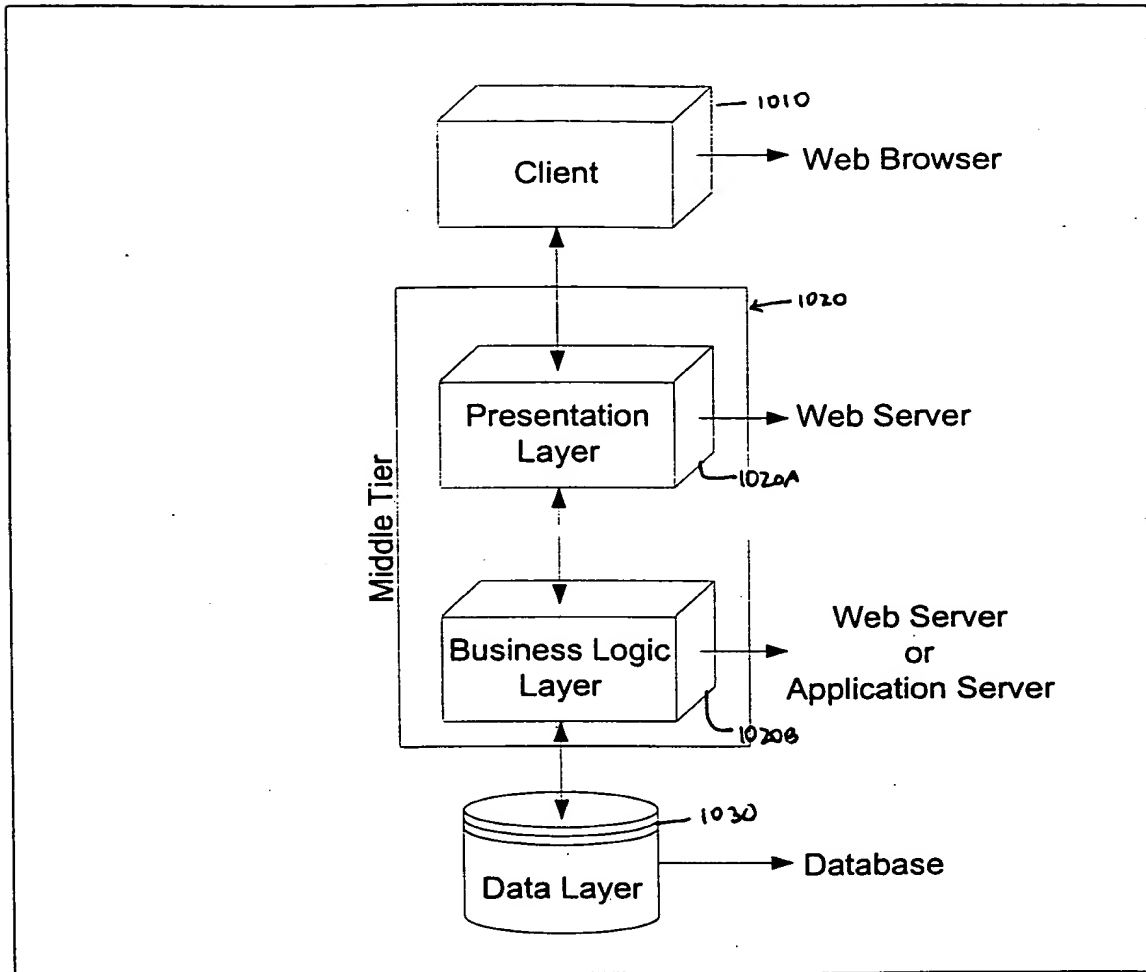 1010
Client
Web Browser
1020
Presentation
Layer
Web Server
1020A
Middle Tier
Business Logic
Layer
Web Server
or
Application Server
1020B
1030
Data Layer
Database